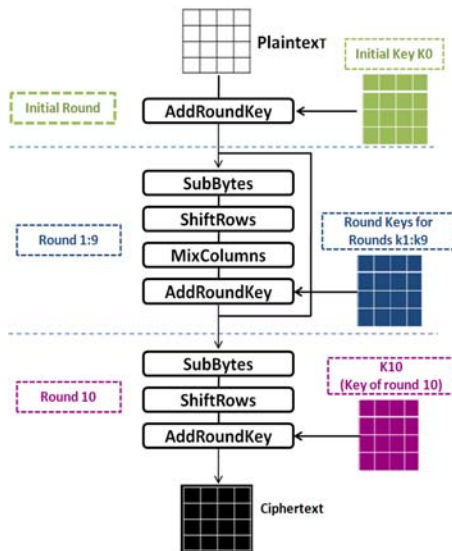 PlaintexT
Initial Key K0
Initial Round
AddRoundKey
SubBytes
ShiftRows
Round 1:9
MixColumns
Round Keys for
Rounds k1:k9
AddRoundKey
SubBytes
K10
(Key of round 10)
Round 10
ShiftRows
AddRoundKey
Ciphertext